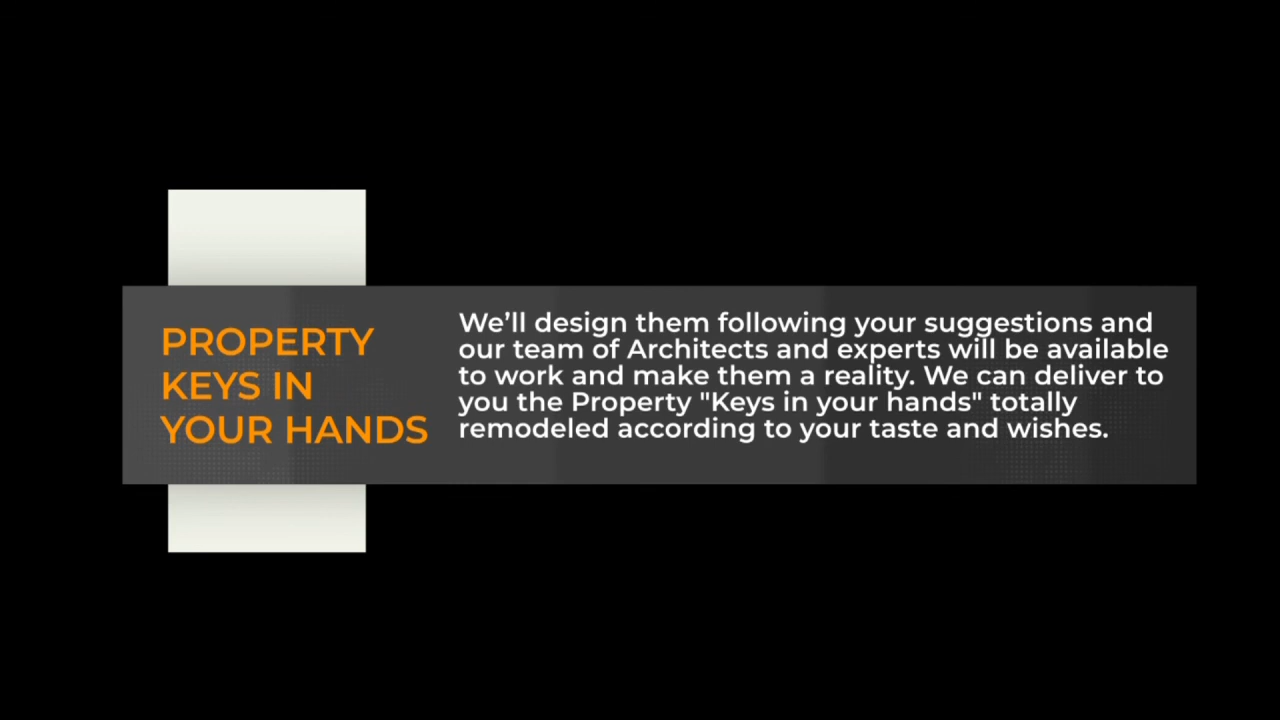 PROPERTY
KEYS IN
YOUR HANDS
We’ll design them following your suggestions and
our team of Architects and experts will be available
to work and make them a reality. We can deliver to
you the Property "Keys in your hands" totally
remodeled according to your taste and wishes.